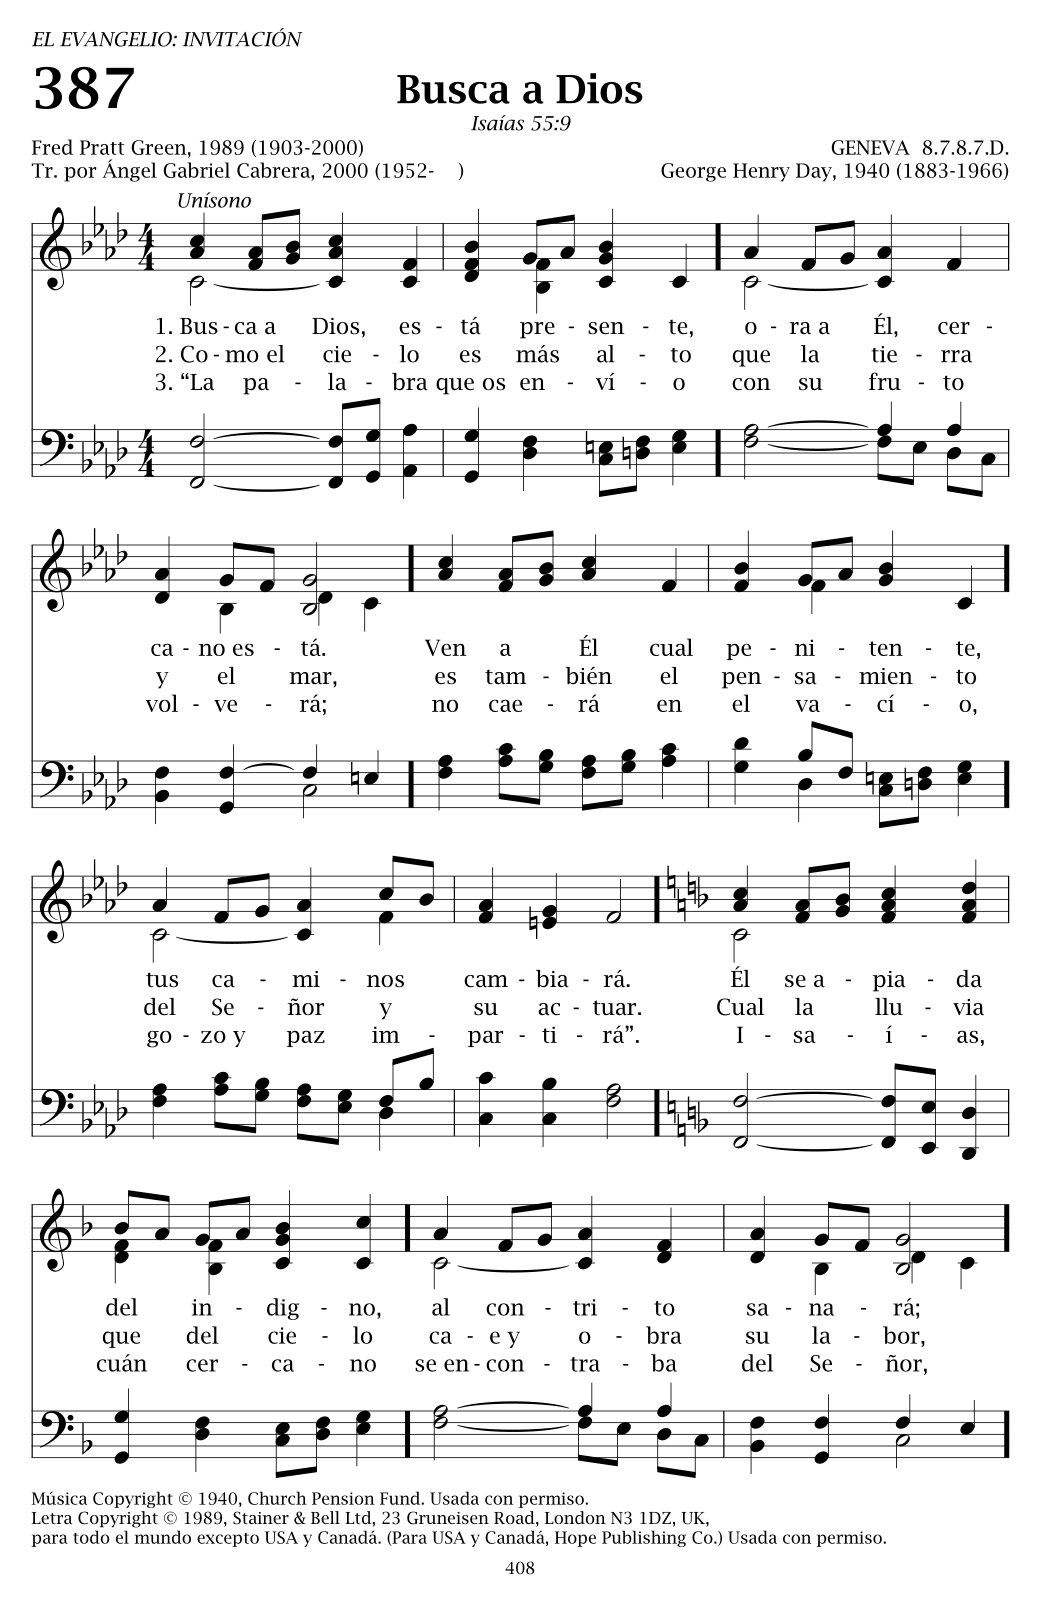 EL EVANGELIO: INVITACIÓN
387
Busca a Dios
Isaías 55:9
Fred Pratt Green, 1989 (1903-2000)
GENEVA 8.7.8.7.D.
Tr. por Ángel Gabriel Cabrera, 2000 (1952- )
George Henry Day, 1940 (1883-1966)
Unísono
1. Bus - ca a Dios, es - tá pre - sen - te, o - ra a Él, cer -
2. Co - mo el cie - lo es más al - to que la tie - rra
3. “La pa - la - bra que os en - ví - o con su fru - to
ca - no es - tá. Ven a Él cual pe - ni - ten - te,
y el mar, es tam - bién el pen - sa - mien - to
vol - ve - rá; no cae - rá en el va - cí - o,
tus ca - mi - nos cam - bia - rá. Él se a - pia - da
del Se - ñor y su ac - tuar. Cual la llu - via
go - zo y paz im - par - ti - rá”. I - sa - í - as,
del in - dig - no, al con - tri - to sa - na - rá;
que del cie - lo ca - e y o - bra su la - bor,
cuán cer - ca - no se en - con - tra - ba del Se - ñor,
Música Copyright © 1940, Church Pension Fund. Usada con permiso.
Letra Copyright © 1989, Stainer & Bell Ltd, 23 Gruneisen Road, London N3 1DZ, UK,
para todo el mundo excepto USA y Canadá. (Para USA y Canadá, Hope Publishing Co.) Usada con permiso.
408